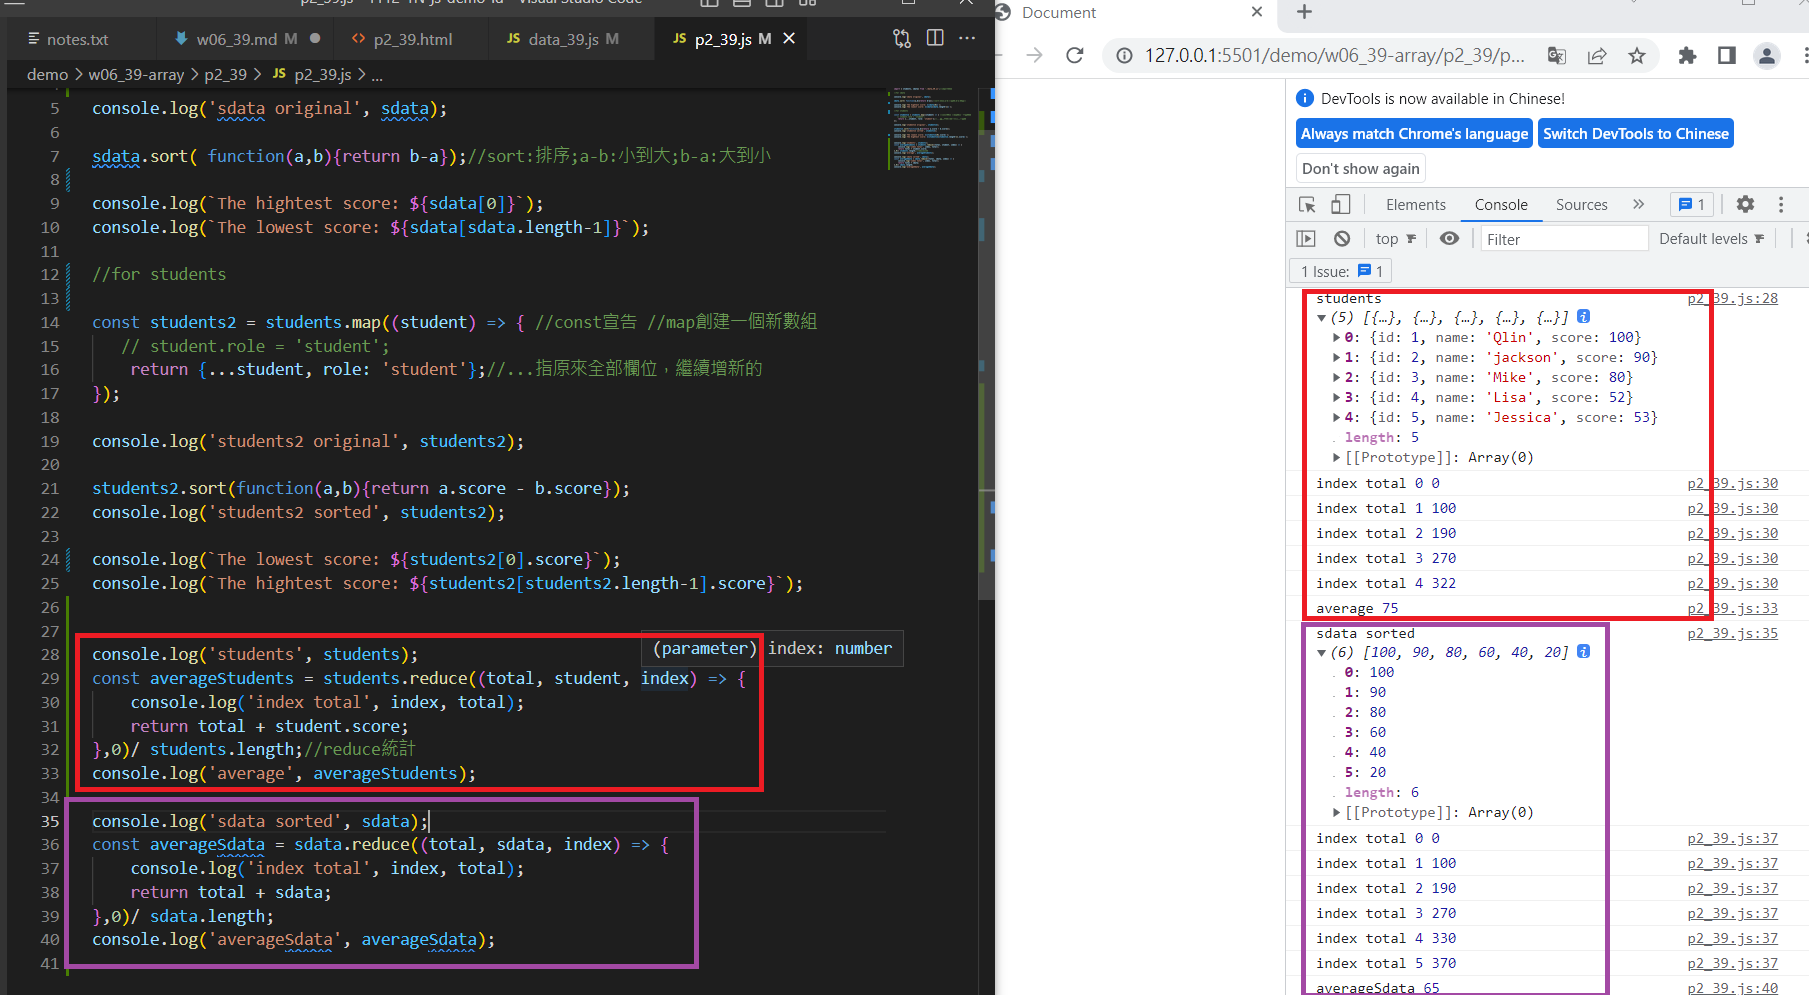 notes.txt
w06_39.md M
p2_39.html
JS data_39.js M
JS p2_39.js M
demo > w06_39-array > p2_39 > JS p2_39.js > ...
5 console.log('sdata original', sdata);
6
7 sdata.sort( function(a,b){return b-a});//sort:排序;a-b:小到大;b-a:大到小
8
9 console.log(`The hightest score: ${sdata[0]}`);
10 console.log(`The lowest score: ${sdata[sdata.length-1]}`);
11
12 //for students
13
14 const students2 = students.map((student) => { //const宣告 //map創建一個新數組
15 // student.role = 'student';
16 return {...student, role: 'student'};//...指原來全部欄位，繼續增新的
17 });
18
19 console.log('students2 original', students2);
20
21 students2.sort(function(a,b){return a.score - b.score});
22 console.log('students2 sorted', students2);
23
24 console.log(`The lowest score: ${students2[0].score}`);
25 console.log(`The hightest score: ${students2[students2.length-1].score}`);
26
27
(parameter) index: number
28 console.log('students', students);
29 const averageStudents = students.reduce((total, student, index) => {
30 console.log('index total', index, total);
31 return total + student.score;
32 },0)/ students.length;//reduce統計
33 console.log('average', averageStudents);
34
35 console.log('sdata sorted', sdata);
36 const averageSdata = sdata.reduce((total, sdata, index) => {
37 console.log('index total', index, total);
38 return total + sdata;
39 },0)/ sdata.length;
40 console.log('averageSdata', averageSdata);
41
Document
127.0.0.1:5501/demo/w06_39-array/p2_39/p...
DevTools is now available in Chinese!
Always match Chrome's language
Switch DevTools to Chinese
Don't show again
Elements Console Sources » 1
top Filter Default levels
1 Issue: 1
students p2_39.js:28
(5) [{…}, {…}, {…}, {…}, {…}]
0: {id: 1, name: 'Qlin', score: 100}
1: {id: 2, name: 'jackson', score: 90}
2: {id: 3, name: 'Mike', score: 80}
3: {id: 4, name: 'Lisa', score: 52}
4: {id: 5, name: 'Jessica', score: 53}
length: 5
[[Prototype]]: Array(0)
index total 0 0 p2_39.js:30
index total 1 100 p2_39.js:30
index total 2 190 p2_39.js:30
index total 3 270 p2_39.js:30
index total 4 322 p2_39.js:30
average 75 p2_39.js:33
sdata sorted p2_39.js:35
(6) [100, 90, 80, 60, 40, 20]
0: 100
1: 90
2: 80
3: 60
4: 40
5: 20
length: 6
[[Prototype]]: Array(0)
index total 0 0 p2_39.js:37
index total 1 100 p2_39.js:37
index total 2 190 p2_39.js:37
index total 3 270 p2_39.js:37
index total 4 330 p2_39.js:37
index total 5 370 p2_39.js:37
averageSdata 65 p2_39.js:40